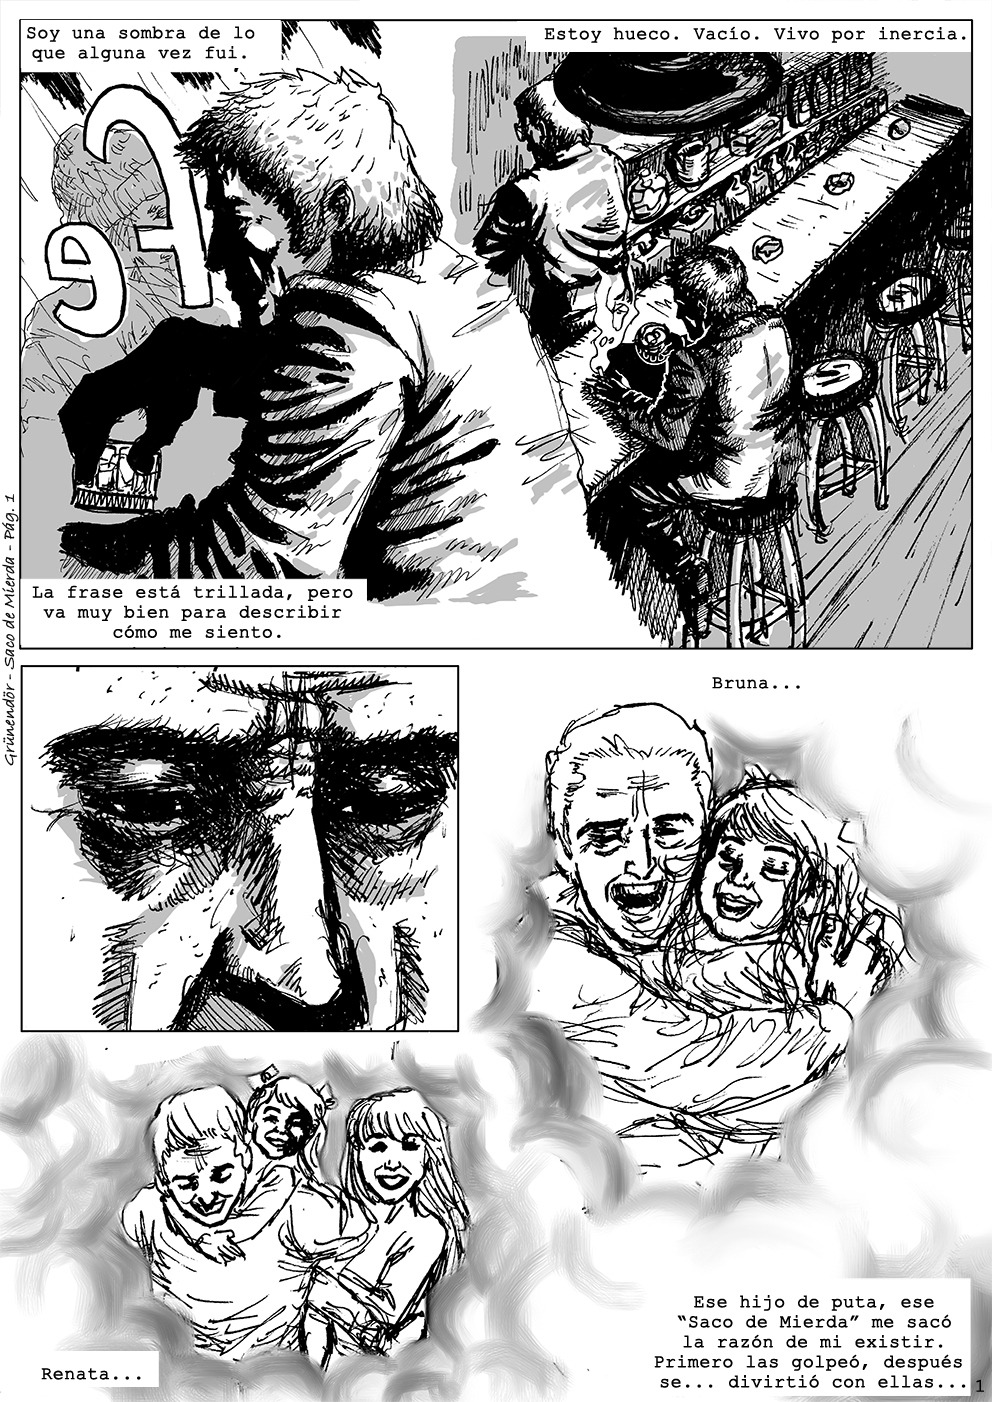 Soy una sombra de lo
que alguna vez fui.
Estoy hueco. Vacío. Vivo por inercia.
La frase está trillada, pero
va muy bien para describir
cómo me siento.
Grünendör - Saco de Mierda - Pág. 1
Bruna...
Renata...
Ese hijo de puta, ese
“Saco de Mierda” me sacó
la razón de mi existir.
Primero las golpeó, después
se... divirtió con ellas...
1